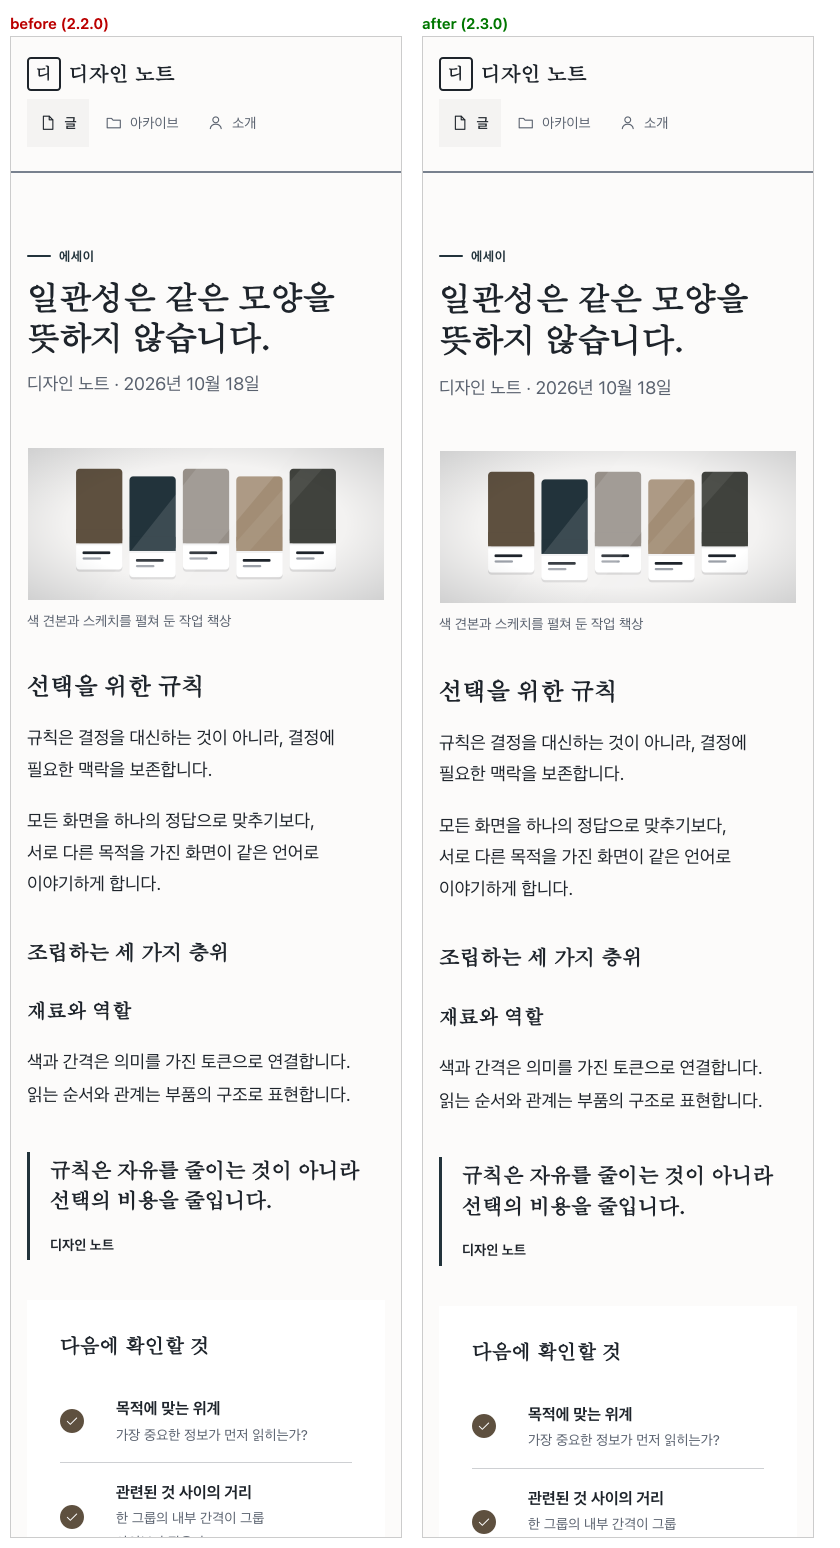 before (2.2.0)
디 디자인 노트
글 아카이브 소개
에세이
일관성은 같은 모양을
뜻하지 않습니다.
디자인 노트 · 2026년 10월 18일
색 견본과 스케치를 펼쳐 둔 작업 책상
선택을 위한 규칙
규칙은 결정을 대신하는 것이 아니라, 결정에
필요한 맥락을 보존합니다.
모든 화면을 하나의 정답으로 맞추기보다,
서로 다른 목적을 가진 화면이 같은 언어로
이야기하게 합니다.
조립하는 세 가지 층위
재료와 역할
색과 간격은 의미를 가진 토큰으로 연결합니다.
읽는 순서와 관계는 부품의 구조로 표현합니다.
규칙은 자유를 줄이는 것이 아니라
선택의 비용을 줄입니다.
디자인 노트
다음에 확인할 것
목적에 맞는 위계
가장 중요한 정보가 먼저 읽히는가?
관련된 것 사이의 거리
한 그룹의 내부 간격이 그룹
after (2.3.0)
디 디자인 노트
글 아카이브 소개
에세이
일관성은 같은 모양을
뜻하지 않습니다.
디자인 노트 · 2026년 10월 18일
색 견본과 스케치를 펼쳐 둔 작업 책상
선택을 위한 규칙
규칙은 결정을 대신하는 것이 아니라, 결정에
필요한 맥락을 보존합니다.
모든 화면을 하나의 정답으로 맞추기보다,
서로 다른 목적을 가진 화면이 같은 언어로
이야기하게 합니다.
조립하는 세 가지 층위
재료와 역할
색과 간격은 의미를 가진 토큰으로 연결합니다.
읽는 순서와 관계는 부품의 구조로 표현합니다.
규칙은 자유를 줄이는 것이 아니라
선택의 비용을 줄입니다.
디자인 노트
다음에 확인할 것
목적에 맞는 위계
가장 중요한 정보가 먼저 읽히는가?
관련된 것 사이의 거리
한 그룹의 내부 간격이 그룹